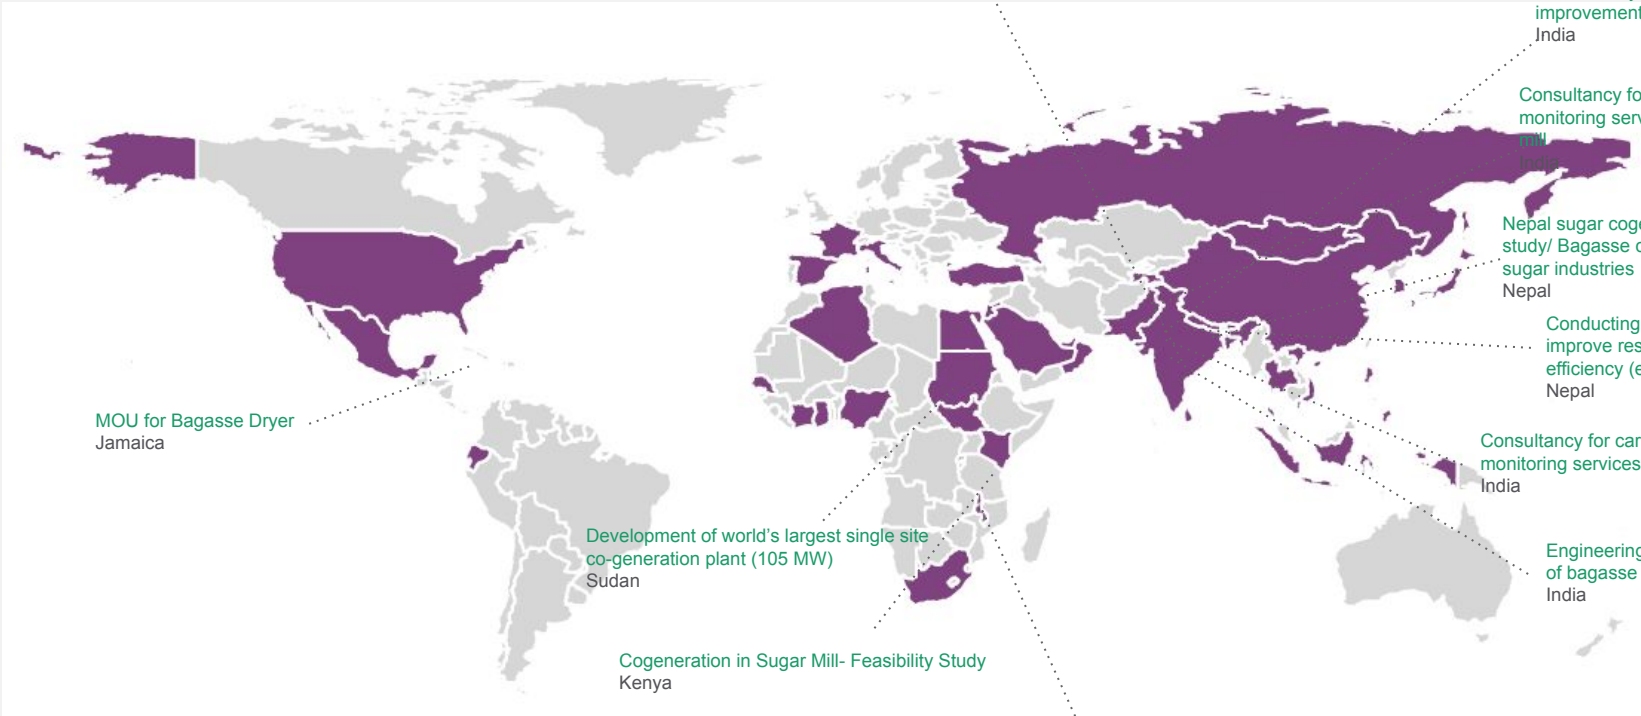 improvement
India
Consultancy fo
monitoring serv
mill
India
Nepal sugar coge
study/ Bagasse
sugar industries
Nepal
Conducting
improve res
efficiency (e
Nepal
MOU for Bagasse Dryer
Jamaica
Consultancy for car
monitoring services
India
Development of world's largest single site
co-generation plant (105 MW)
Sudan
Engineering
of bagasse
India
Cogeneration in Sugar Mill- Feasibility Study
Kenya